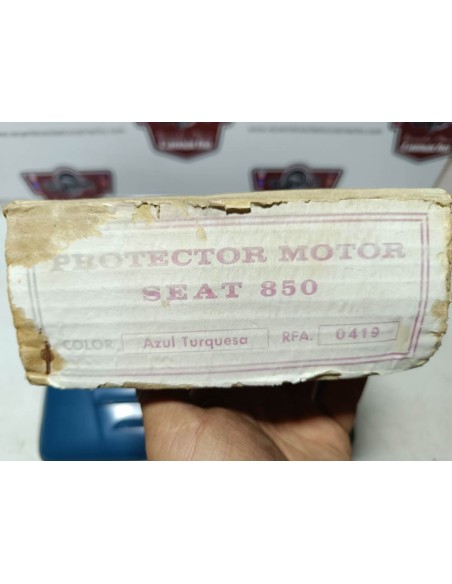 PROTECTOR MOTOR
SEAT 850
COLOR Azul Turquesa RFA. 0419